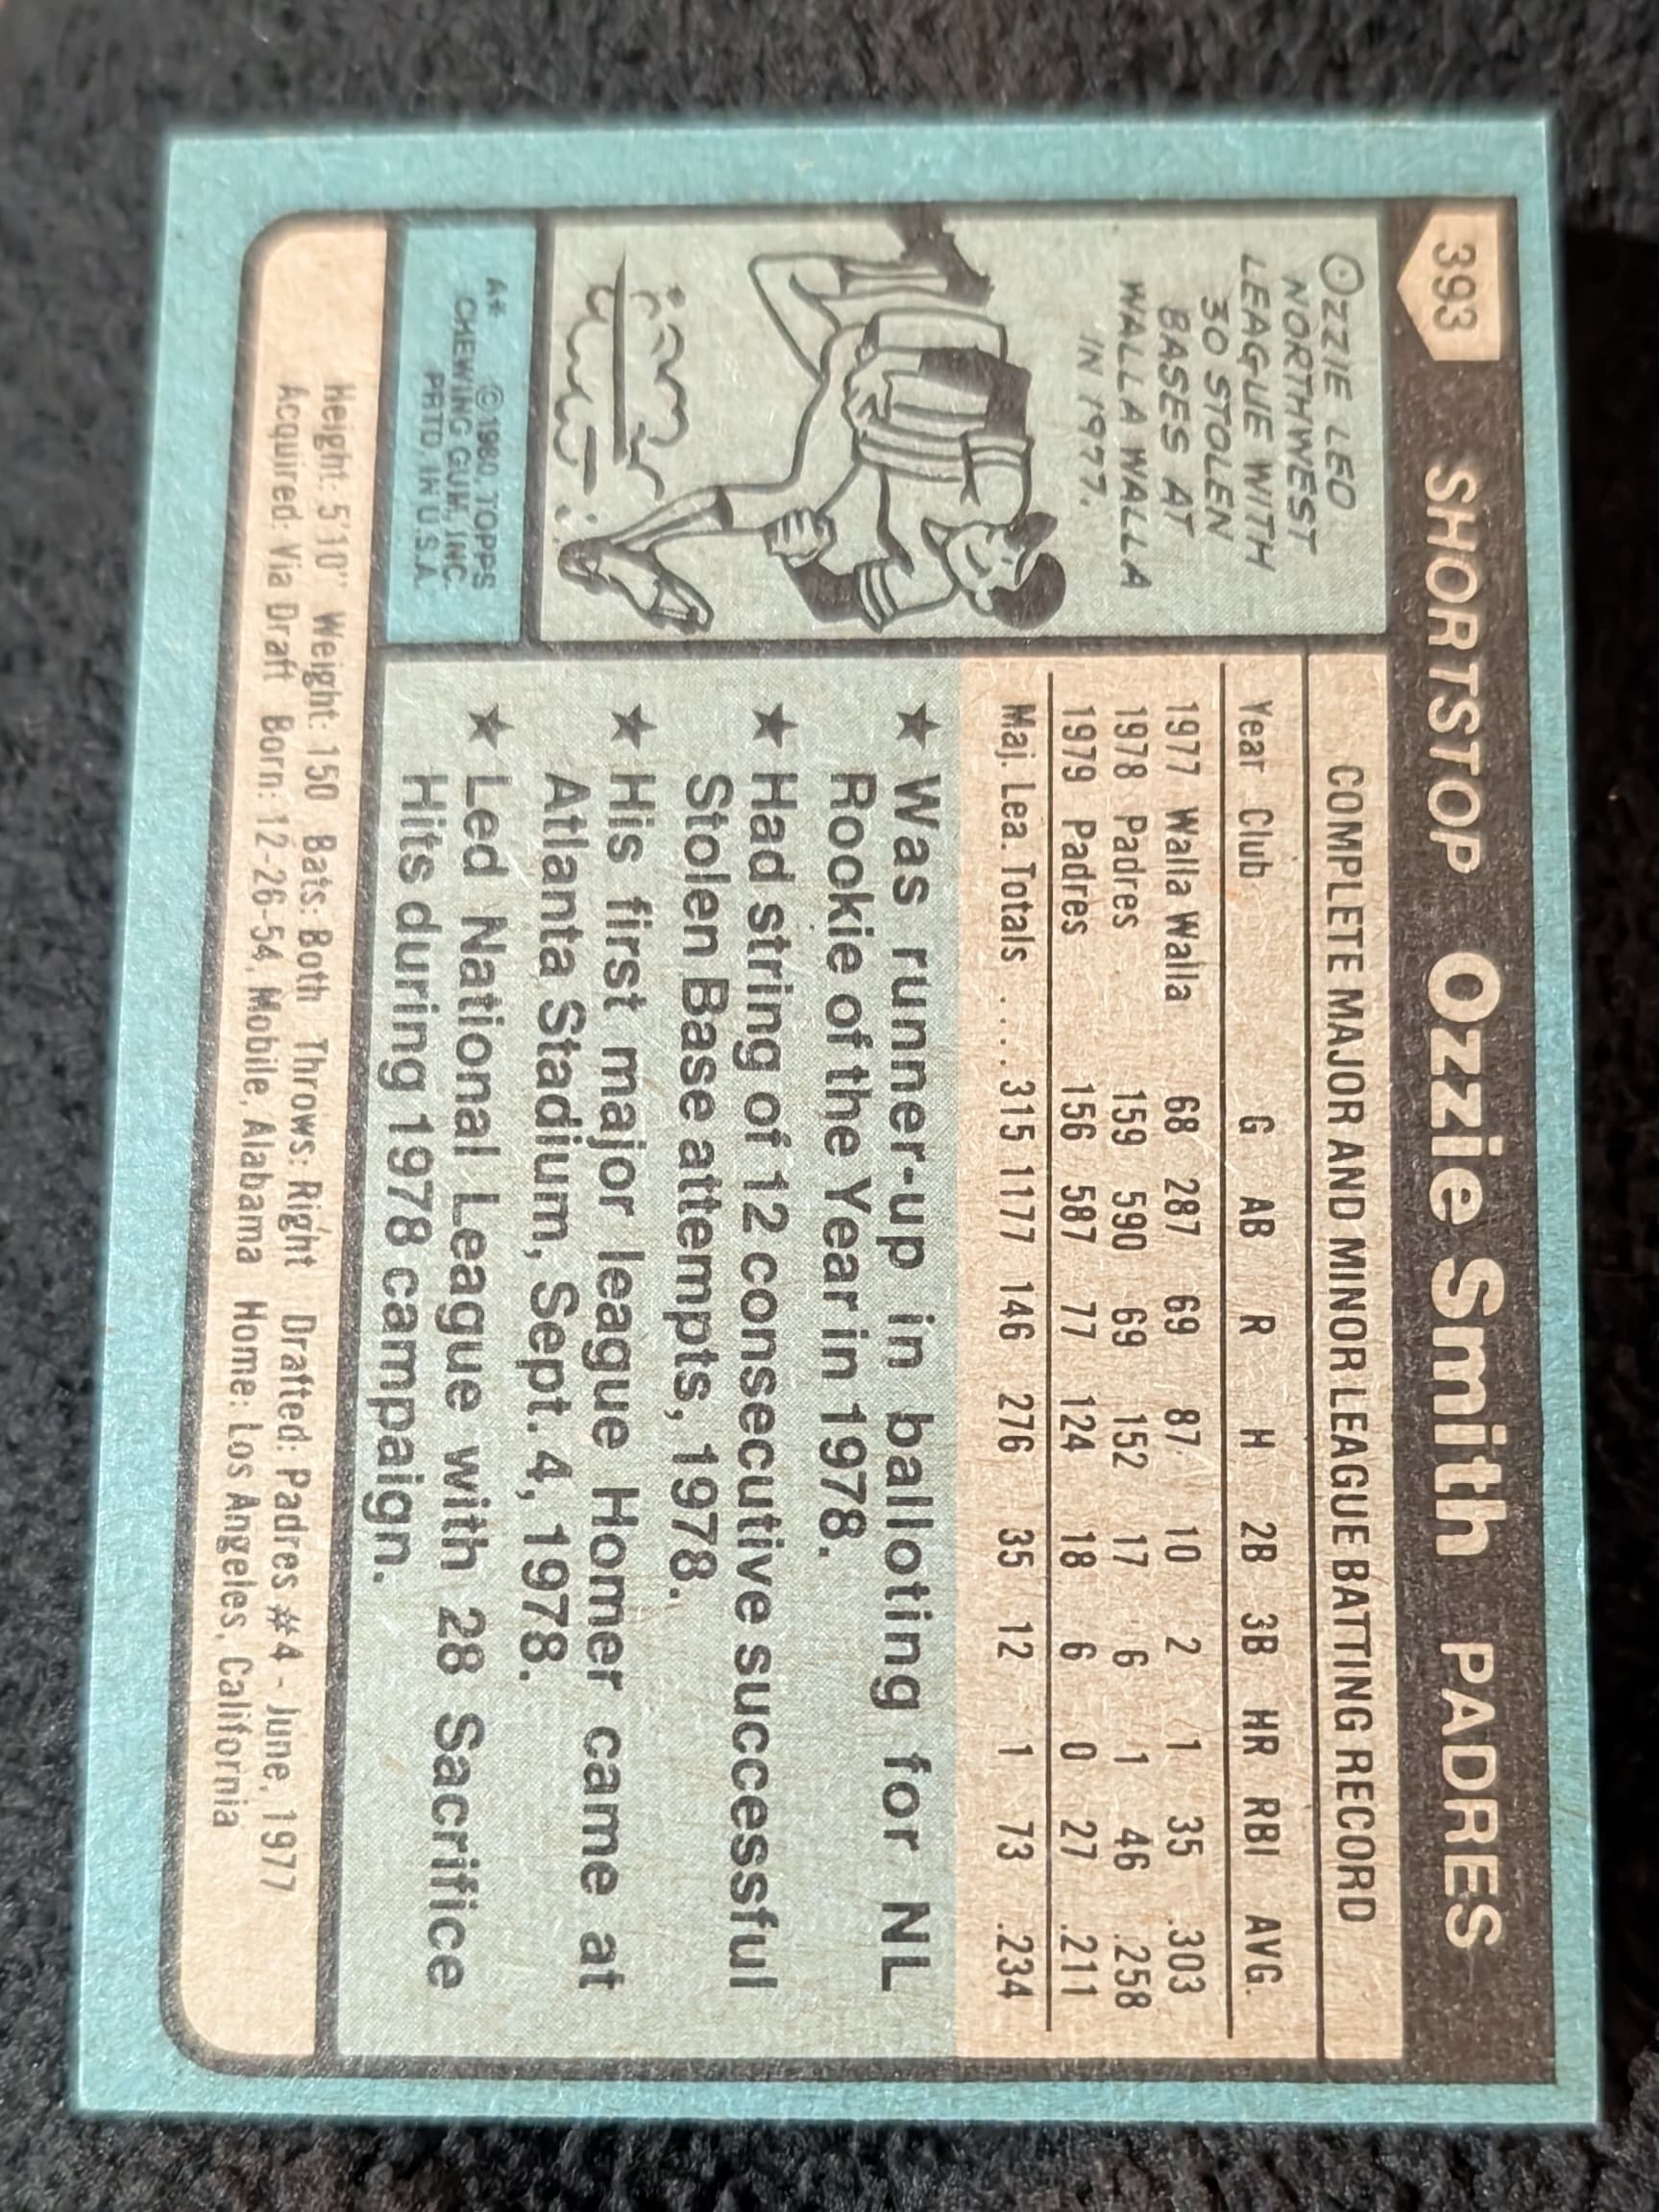 393 SHORTSTOP Ozzie Smith PADRES
OZZIE LED
NORTHWEST
LEAGUE WITH
30 STOLEN
BASES AT
WALLA WALLA
IN 1977.
A* ©1980 TOPPS
CHEWING GUM, INC.
PRTD. IN U.S.A.
COMPLETE MAJOR AND MINOR LEAGUE BATTING RECORD
Year Club G AB R H 2B 3B HR RBI AVG.
1977 Walla Walla 68 287 69 87 10 2 1 35 .303
1978 Padres 159 590 69 152 17 6 1 46 .258
1979 Padres 156 587 77 124 18 6 0 27 .211
Maj. Lea. Totals .... 315 1177 146 276 35 12 1 73 .234
★ Was runner-up in balloting for NL
Rookie of the Year in 1978.
★ Had string of 12 consecutive successful
Stolen Base attempts, 1978.
★ His first major league Homer came at
Atlanta Stadium, Sept. 4, 1978.
★ Led National League with 28 Sacrifice
Hits during 1978 campaign.
Height: 5'10" Weight: 150 Bats: Both Throws: Right Drafted: Padres #4 - June, 1977
Acquired: Via Draft Born: 12-26-54, Mobile, Alabama Home: Los Angeles, California